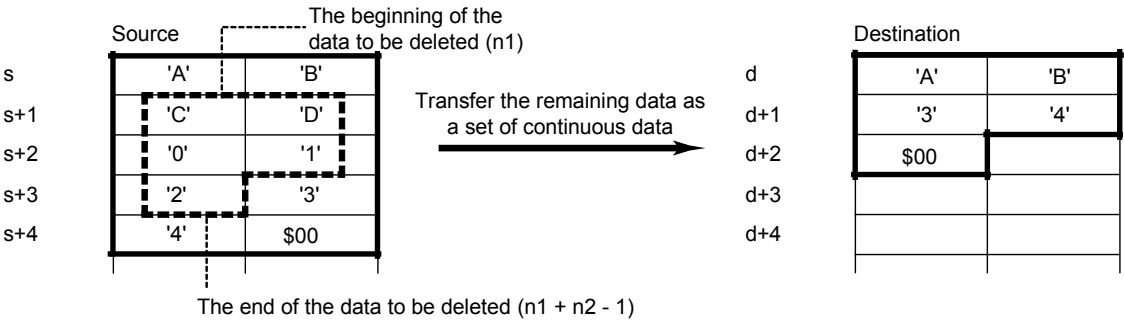 The beginning of the
data to be deleted (n1)
Source
Destination
s 'A' 'B'
s+1 'C' 'D'
s+2 '0' '1'
s+3 '2' '3'
s+4 '4' $00
Transfer the remaining data as
a set of continuous data
d 'A' 'B'
d+1 '3' '4'
d+2 $00
d+3
d+4
The end of the data to be deleted (n1 + n2 - 1)